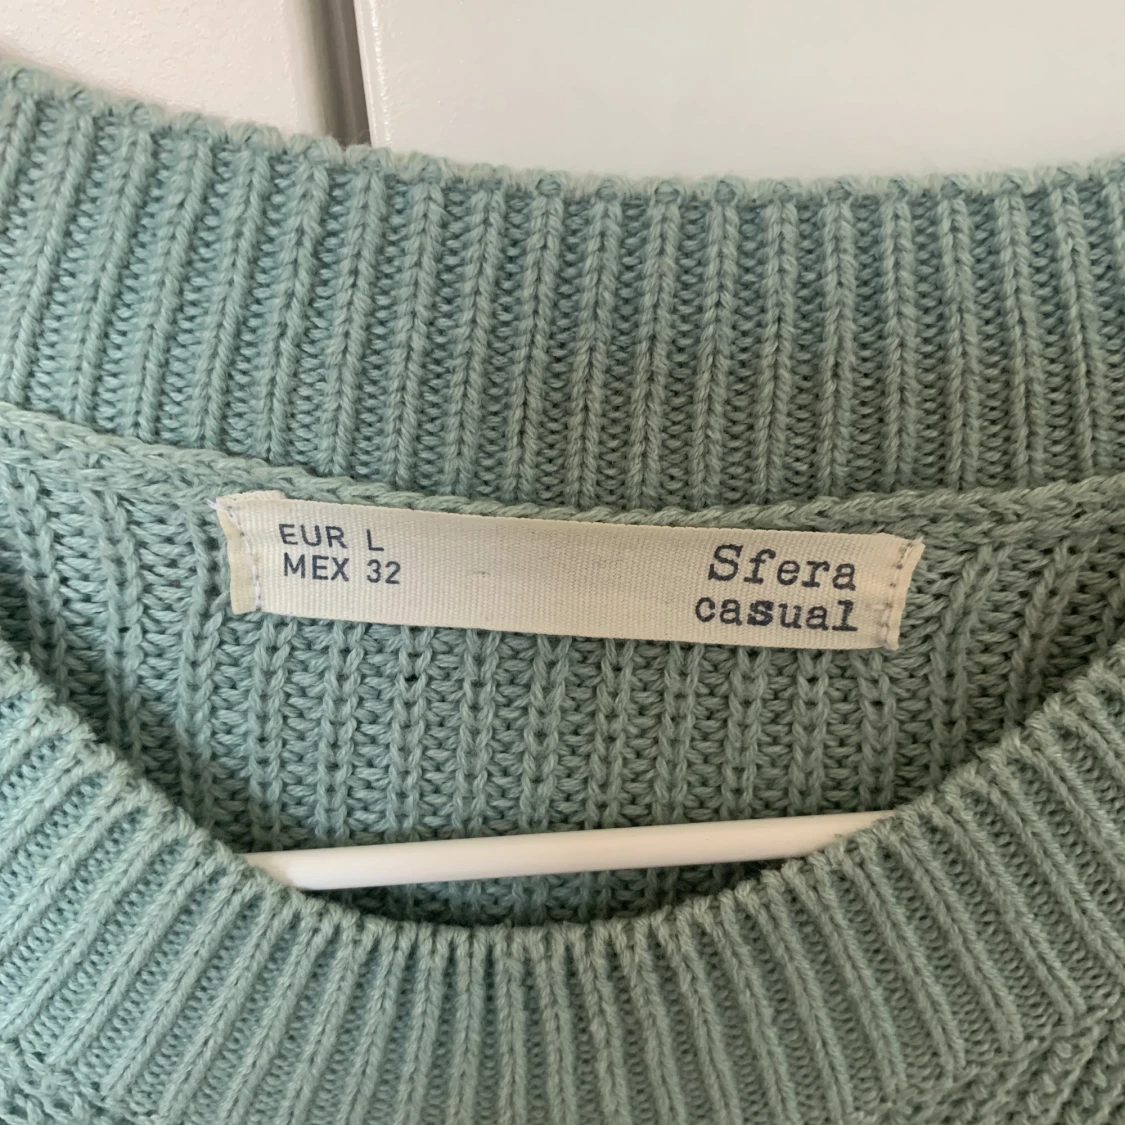 EUR L
MEX 32
Sfera
casual